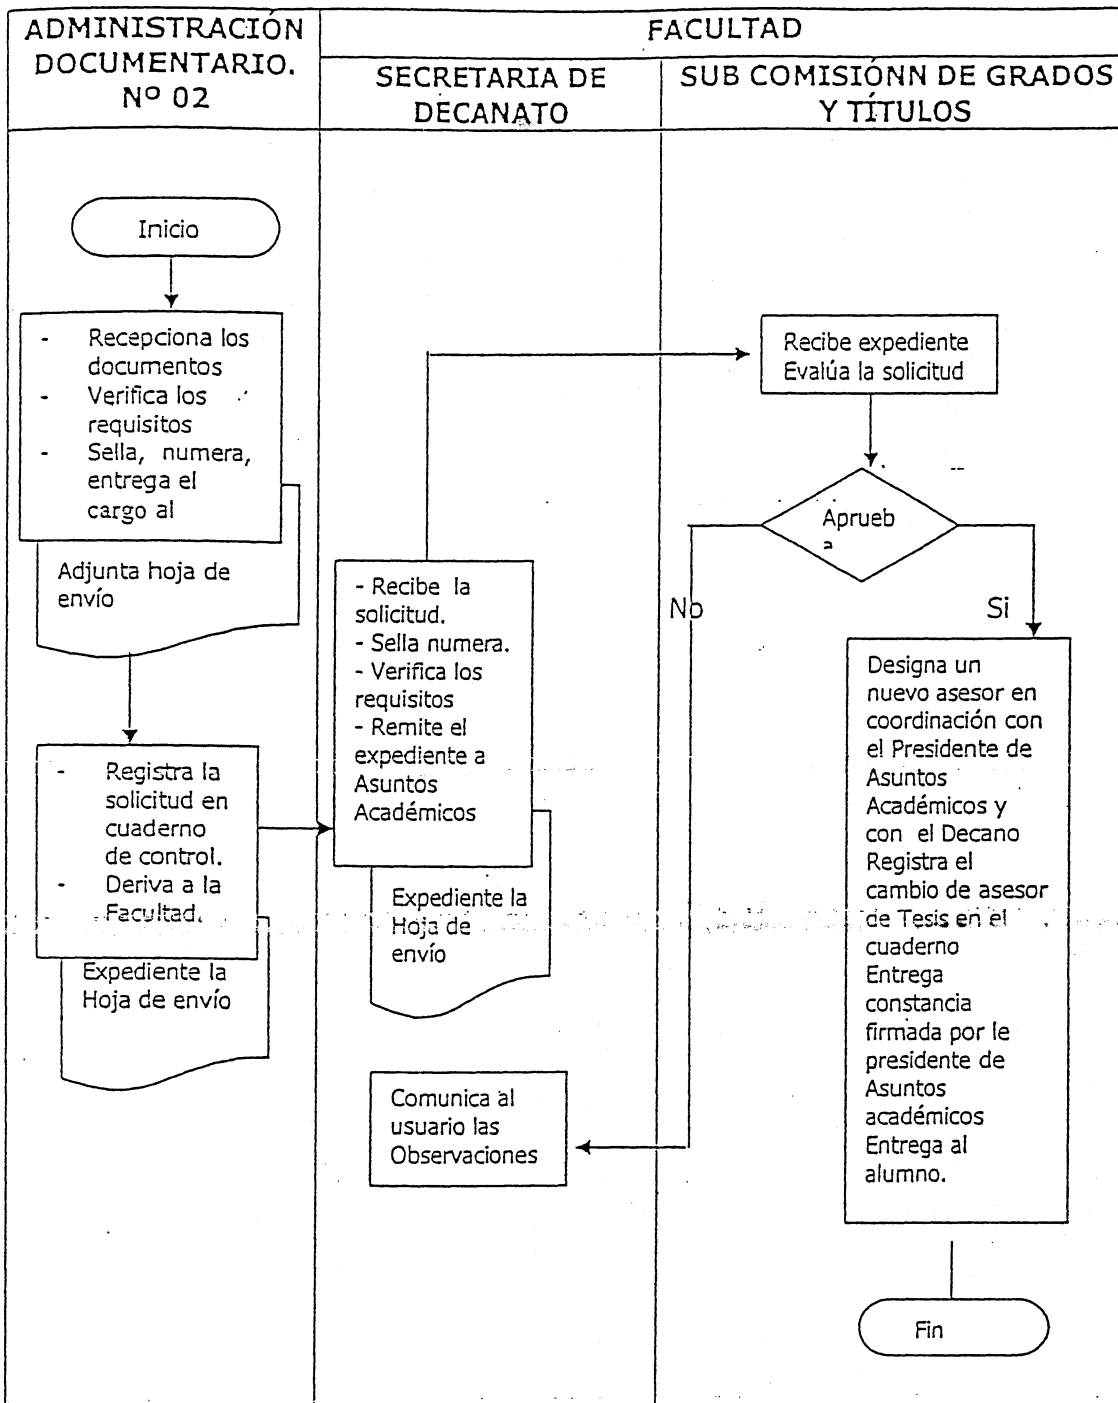 ADMINISTRACIÓN
DOCUMENTARIO.
Nº 02
FACULTAD
SECRETARIA DE
DECANATO
SUB COMISIÓNN DE GRADOS
Y TÍTULOS
Inicio
- Recepciona los
documentos
- Verifica los
requisitos
- Sella, numera,
entrega el
cargo al
Adjunta hoja de
envío
- Registra la
solicitud en
cuaderno
de control.
- Deriva a la
Facultad.
Expediente la
Hoja de envío
- Recibe la
solicitud.
- Sella numera.
- Verifica los
requisitos
- Remite el
expediente a
Asuntos
Académicos
Expediente la
Hoja de
envío
Comunica al
usuario las
Observaciones
Recibe expediente
Evalúa la solicitud
Aprueb
a
No
Si
Designa un
nuevo asesor en
coordinación con
el Presidente de
Asuntos
Académicos y
con el Decano
Registra el
cambio de asesor
de Tesis en el
cuaderno
Entrega
constancia
firmada por le
presidente de
Asuntos
académicos
Entrega al
alumno.
Fin